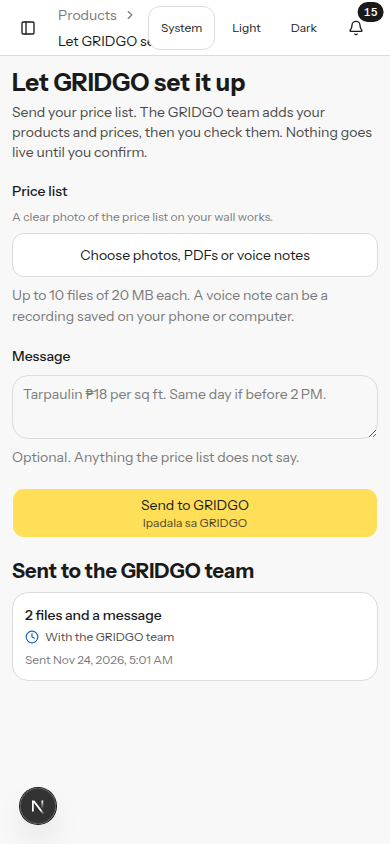 Products
Let GRIDGO se
System
Light
Dark
15
Let GRIDGO set it up
Send your price list. The GRIDGO team adds your
products and prices, then you check them. Nothing goes
live until you confirm.
Price list
A clear photo of the price list on your wall works.
Choose photos, PDFs or voice notes
Up to 10 files of 20 MB each. A voice note can be a
recording saved on your phone or computer.
Message
Tarpaulin ₱18 per sq ft. Same day if before 2 PM.
Optional. Anything the price list does not say.
Send to GRIDGO
Ipadala sa GRIDGO
Sent to the GRIDGO team
2 files and a message
With the GRIDGO team
Sent Nov 24, 2026, 5:01 AM
N